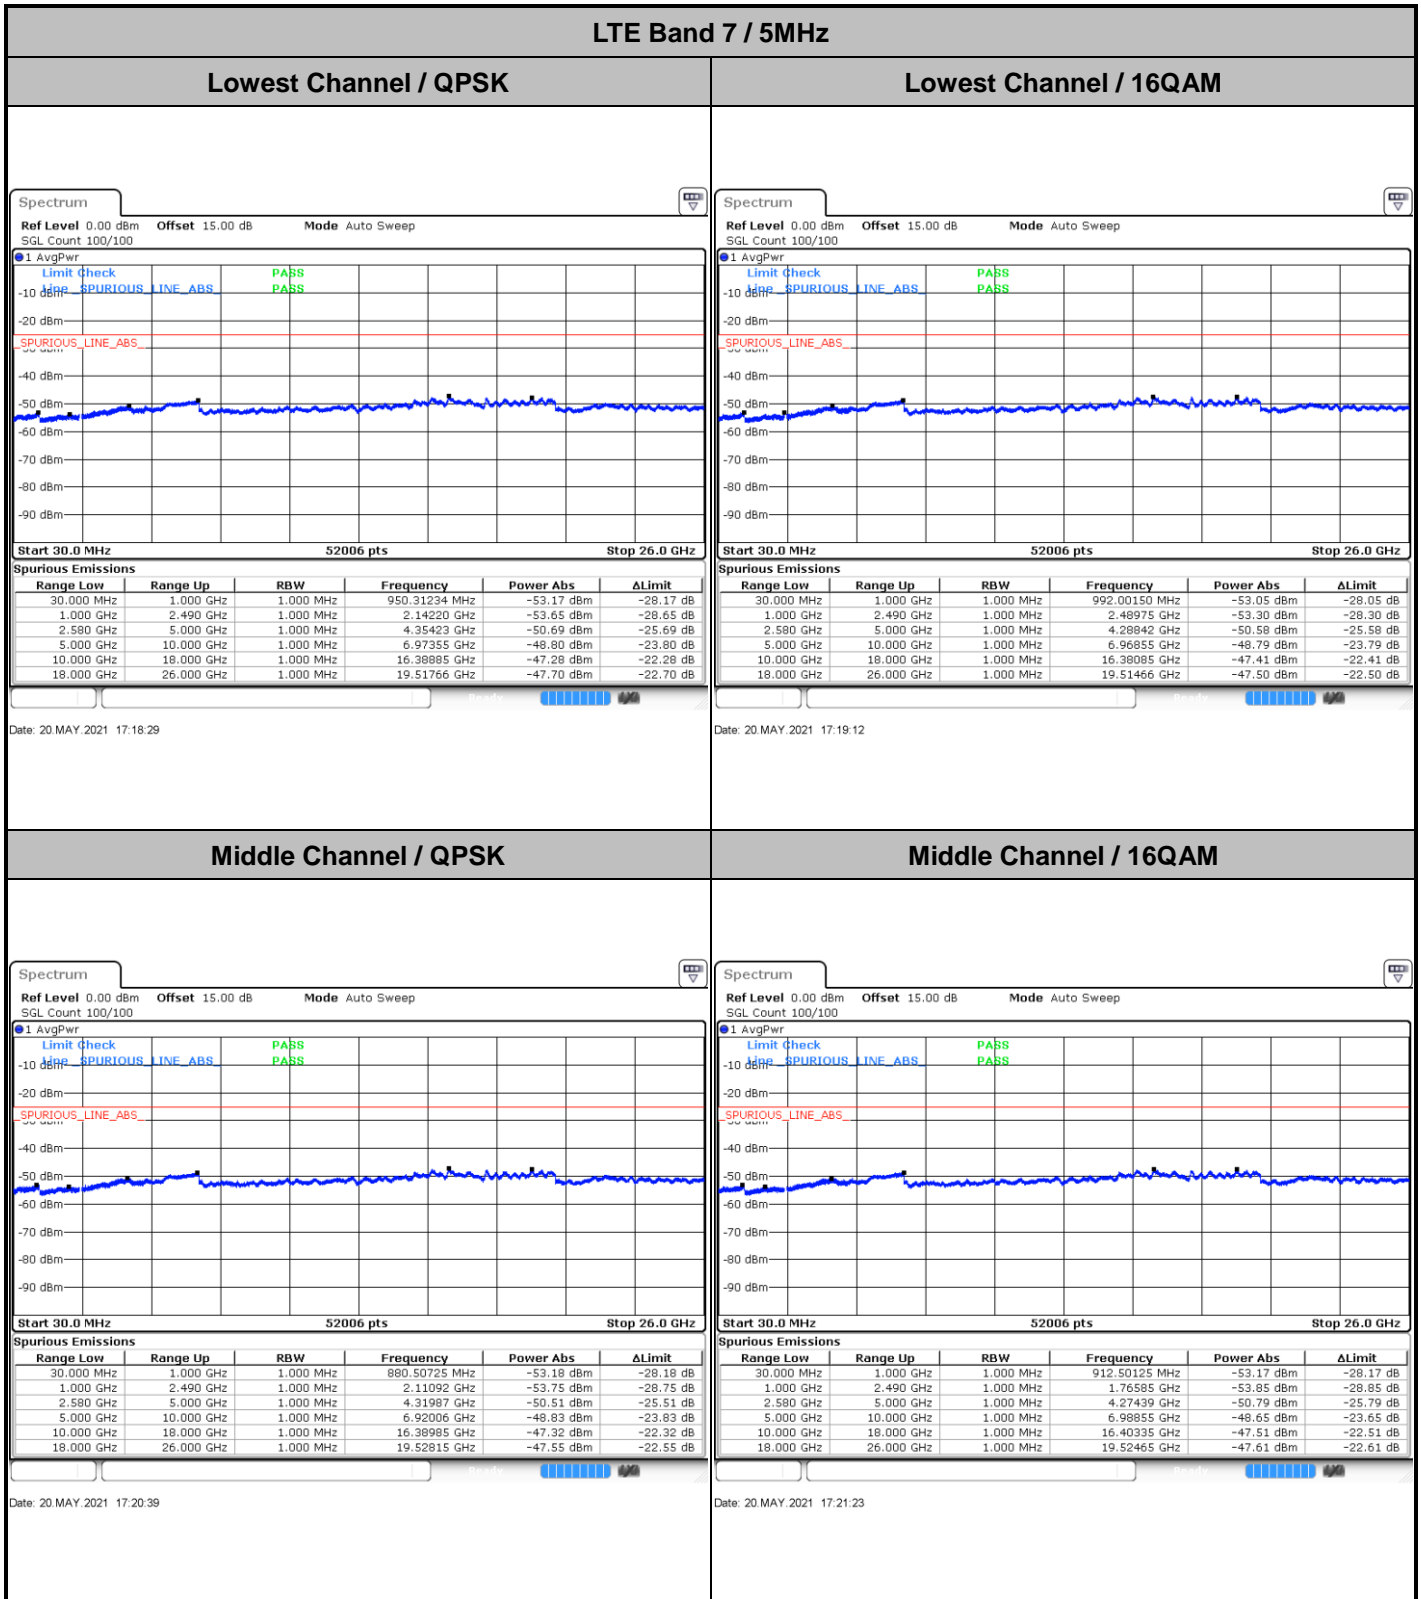 LTE Band 7 / 5MHz
Lowest Channel / QPSK
Lowest Channel / 16QAM
Spectrum
Ref Level 0.00 dBm Offset 15.00 dB Mode Auto Sweep
SGL Count 100/100
1 AvgPwr
Limit Check PASS
Line _SPURIOUS_LINE_ABS_ PASS
-10 dBm
-20 dBm
_SPURIOUS_LINE_ABS_
-40 dBm
-50 dBm
-60 dBm
-70 dBm
-80 dBm
-90 dBm
Start 30.0 MHz 52006 pts Stop 26.0 GHz
Spurious Emissions
Range Low Range Up RBW Frequency Power Abs ΔLimit
30.000 MHz 1.000 GHz 1.000 MHz 950.31234 MHz -53.17 dBm -28.17 dB
1.000 GHz 2.490 GHz 1.000 MHz 2.14220 GHz -53.65 dBm -28.65 dB
2.580 GHz 5.000 GHz 1.000 MHz 4.35423 GHz -50.69 dBm -25.69 dB
5.000 GHz 10.000 GHz 1.000 MHz 6.97355 GHz -48.80 dBm -23.80 dB
10.000 GHz 18.000 GHz 1.000 MHz 16.38885 GHz -47.28 dBm -22.28 dB
18.000 GHz 26.000 GHz 1.000 MHz 19.51766 GHz -47.70 dBm -22.70 dB
Date: 20.MAY.2021 17:18:29
Spectrum
Ref Level 0.00 dBm Offset 15.00 dB Mode Auto Sweep
SGL Count 100/100
1 AvgPwr
Limit Check PASS
Line _SPURIOUS_LINE_ABS_ PASS
-10 dBm
-20 dBm
_SPURIOUS_LINE_ABS_
-40 dBm
-50 dBm
-60 dBm
-70 dBm
-80 dBm
-90 dBm
Start 30.0 MHz 52006 pts Stop 26.0 GHz
Spurious Emissions
Range Low Range Up RBW Frequency Power Abs ΔLimit
30.000 MHz 1.000 GHz 1.000 MHz 992.00150 MHz -53.05 dBm -28.05 dB
1.000 GHz 2.490 GHz 1.000 MHz 2.48975 GHz -53.30 dBm -28.30 dB
2.580 GHz 5.000 GHz 1.000 MHz 4.28842 GHz -50.58 dBm -25.58 dB
5.000 GHz 10.000 GHz 1.000 MHz 6.96855 GHz -48.79 dBm -23.79 dB
10.000 GHz 18.000 GHz 1.000 MHz 16.38085 GHz -47.41 dBm -22.41 dB
18.000 GHz 26.000 GHz 1.000 MHz 19.51466 GHz -47.50 dBm -22.50 dB
Date: 20.MAY.2021 17:19:12
Middle Channel / QPSK
Middle Channel / 16QAM
Spectrum
Ref Level 0.00 dBm Offset 15.00 dB Mode Auto Sweep
SGL Count 100/100
1 AvgPwr
Limit Check PASS
Line _SPURIOUS_LINE_ABS_ PASS
-10 dBm
-20 dBm
_SPURIOUS_LINE_ABS_
-40 dBm
-50 dBm
-60 dBm
-70 dBm
-80 dBm
-90 dBm
Start 30.0 MHz 52006 pts Stop 26.0 GHz
Spurious Emissions
Range Low Range Up RBW Frequency Power Abs ΔLimit
30.000 MHz 1.000 GHz 1.000 MHz 880.50725 MHz -53.18 dBm -28.18 dB
1.000 GHz 2.490 GHz 1.000 MHz 2.11092 GHz -53.75 dBm -28.75 dB
2.580 GHz 5.000 GHz 1.000 MHz 4.31987 GHz -50.51 dBm -25.51 dB
5.000 GHz 10.000 GHz 1.000 MHz 6.92006 GHz -48.83 dBm -23.83 dB
10.000 GHz 18.000 GHz 1.000 MHz 16.38985 GHz -47.32 dBm -22.32 dB
18.000 GHz 26.000 GHz 1.000 MHz 19.52815 GHz -47.55 dBm -22.55 dB
Date: 20.MAY.2021 17:20:39
Spectrum
Ref Level 0.00 dBm Offset 15.00 dB Mode Auto Sweep
SGL Count 100/100
1 AvgPwr
Limit Check PASS
Line _SPURIOUS_LINE_ABS_ PASS
-10 dBm
-20 dBm
_SPURIOUS_LINE_ABS_
-40 dBm
-50 dBm
-60 dBm
-70 dBm
-80 dBm
-90 dBm
Start 30.0 MHz 52006 pts Stop 26.0 GHz
Spurious Emissions
Range Low Range Up RBW Frequency Power Abs ΔLimit
30.000 MHz 1.000 GHz 1.000 MHz 912.50125 MHz -53.17 dBm -28.17 dB
1.000 GHz 2.490 GHz 1.000 MHz 1.76585 GHz -53.85 dBm -28.85 dB
2.580 GHz 5.000 GHz 1.000 MHz 4.27439 GHz -50.79 dBm -25.79 dB
5.000 GHz 10.000 GHz 1.000 MHz 6.98855 GHz -48.65 dBm -23.65 dB
10.000 GHz 18.000 GHz 1.000 MHz 16.40335 GHz -47.51 dBm -22.51 dB
18.000 GHz 26.000 GHz 1.000 MHz 19.52465 GHz -47.61 dBm -22.61 dB
Date: 20.MAY.2021 17:21:23